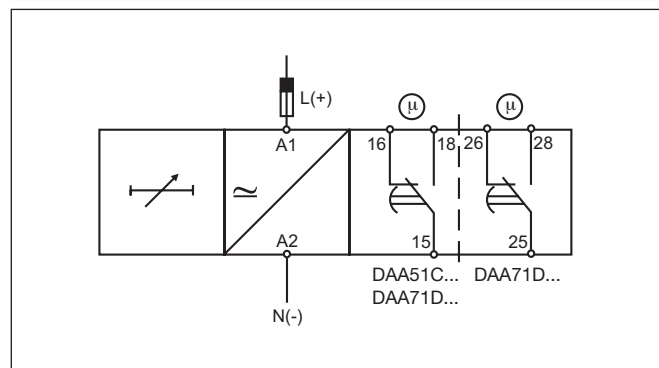 L(+)
μ μ
A1
16 18 26 28
≃
A2
15 25
DAA51C... DAA71D...
DAA71D...
N(-)